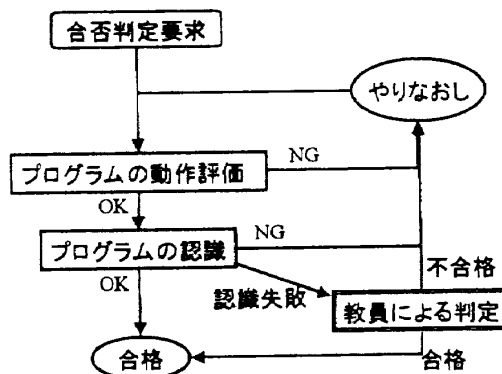 合否判定要求
やりなおし
プログラムの動作評価
NG
OK
プログラムの認識
NG
OK
認識失敗
不合格
教員による判定
合格
合格